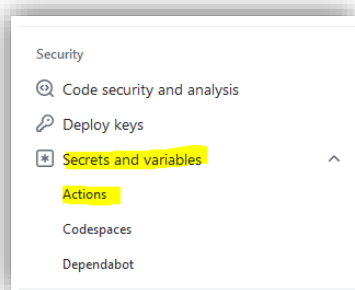 Security
Code security and analysis
Deploy keys
Secrets and variables
Actions
Codespaces
Dependabot